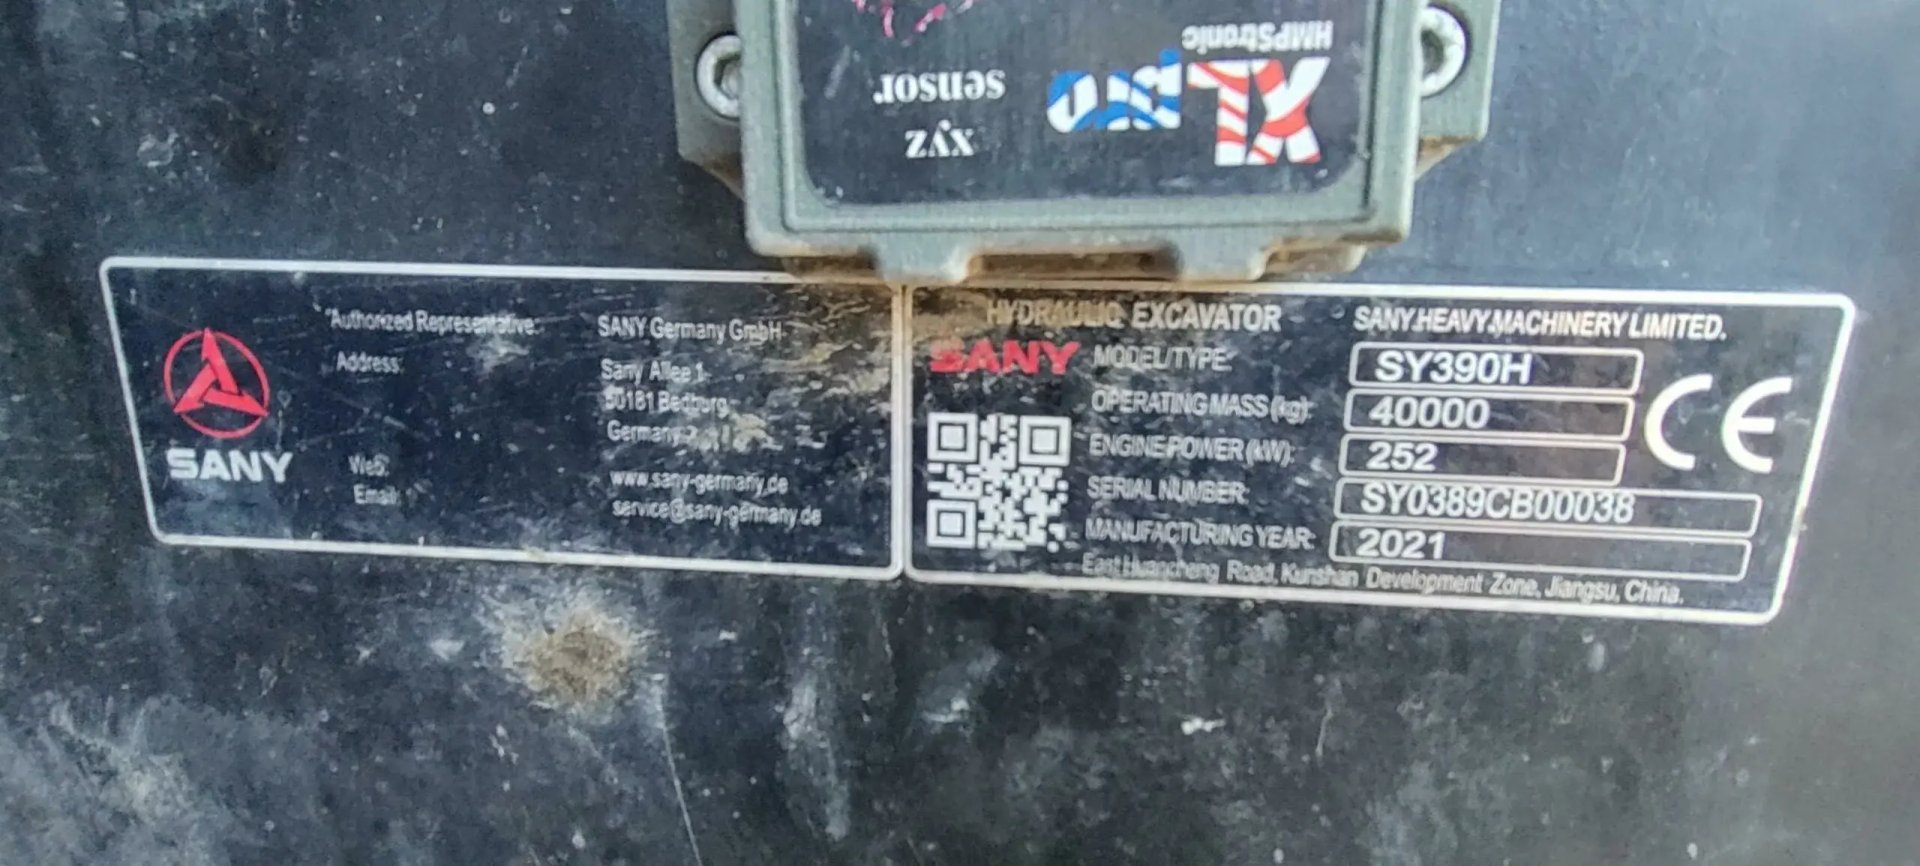 HMPStronic
XLpro
sensor.
xyz
Authorized Representative: SANY Germany GmbH
Address: Sany Allee 1
50181 Bedburg
Germany
SANY
Web: www.sany-germany.de
Email: service@sany-germany.de
HYDRAULIC EXCAVATOR SANY HEAVY MACHINERY LIMITED.
SANY MODEL/TYPE: SY390H
OPERATING MASS (kg): 40000
ENGINE POWER (kW): 252
SERIAL NUMBER: SY0389CB00038
MANUFACTURING YEAR: 2021
CE
East Huancheng Road, Kunshan Development Zone, Jiangsu, China.